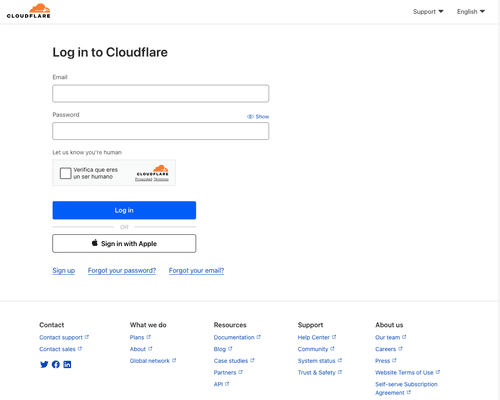 CLOUDFLARE
Support
English
Log in to Cloudflare
Email
Password
Show
Let us know you're human
Verifica que eres
un ser humano
CLOUDFLARE
Log in
OR
Sign in with Apple
Sign up
Forgot your password?
Forgot your email?
Contact
Contact support
Contact sales
What we do
Plans
About
Global network
Resources
Documentation
Blog
Case studies
Partners
API
Support
Help Center
Community
System status
Trust & Safety
About us
Our team
Careers
Press
Website Terms of Use
Self-serve Subscription
Agreement